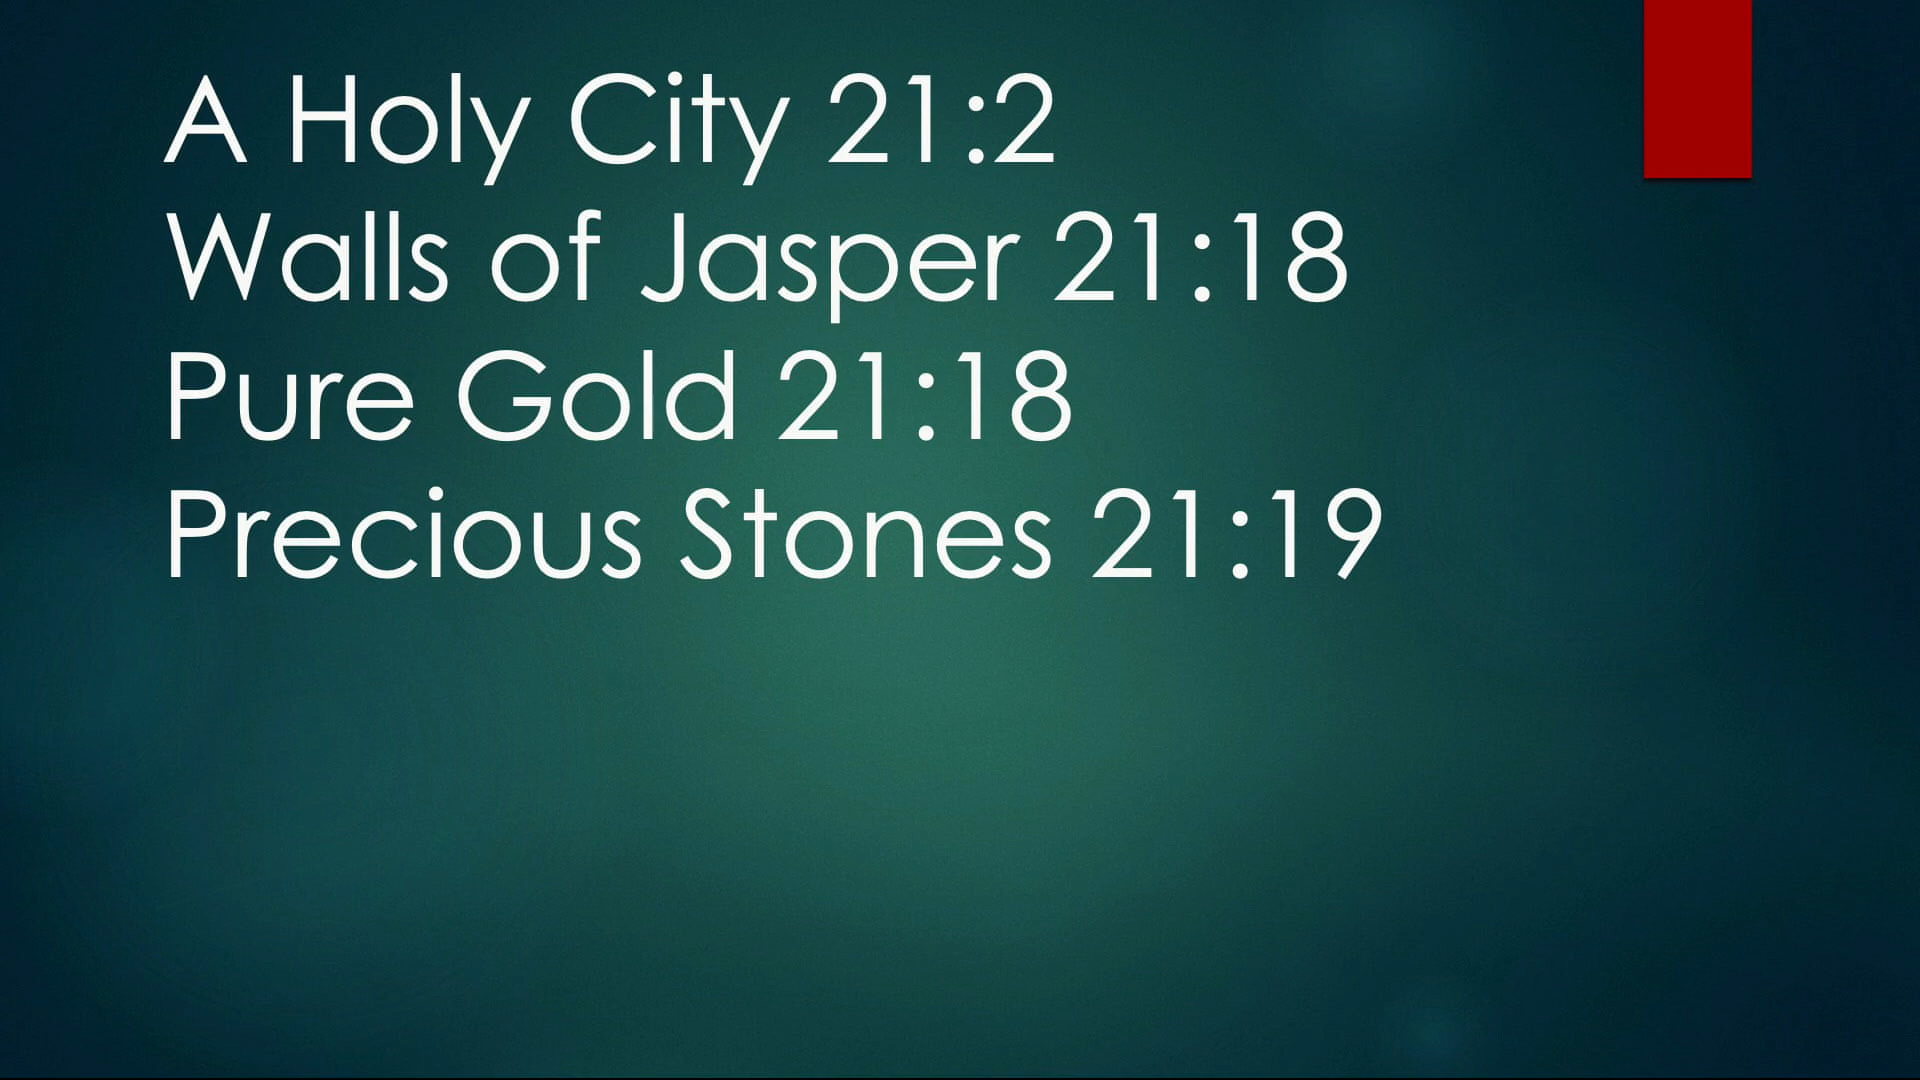 A Holy City 21:2
Walls of Jasper 21:18
Pure Gold 21:18
Precious Stones 21:19